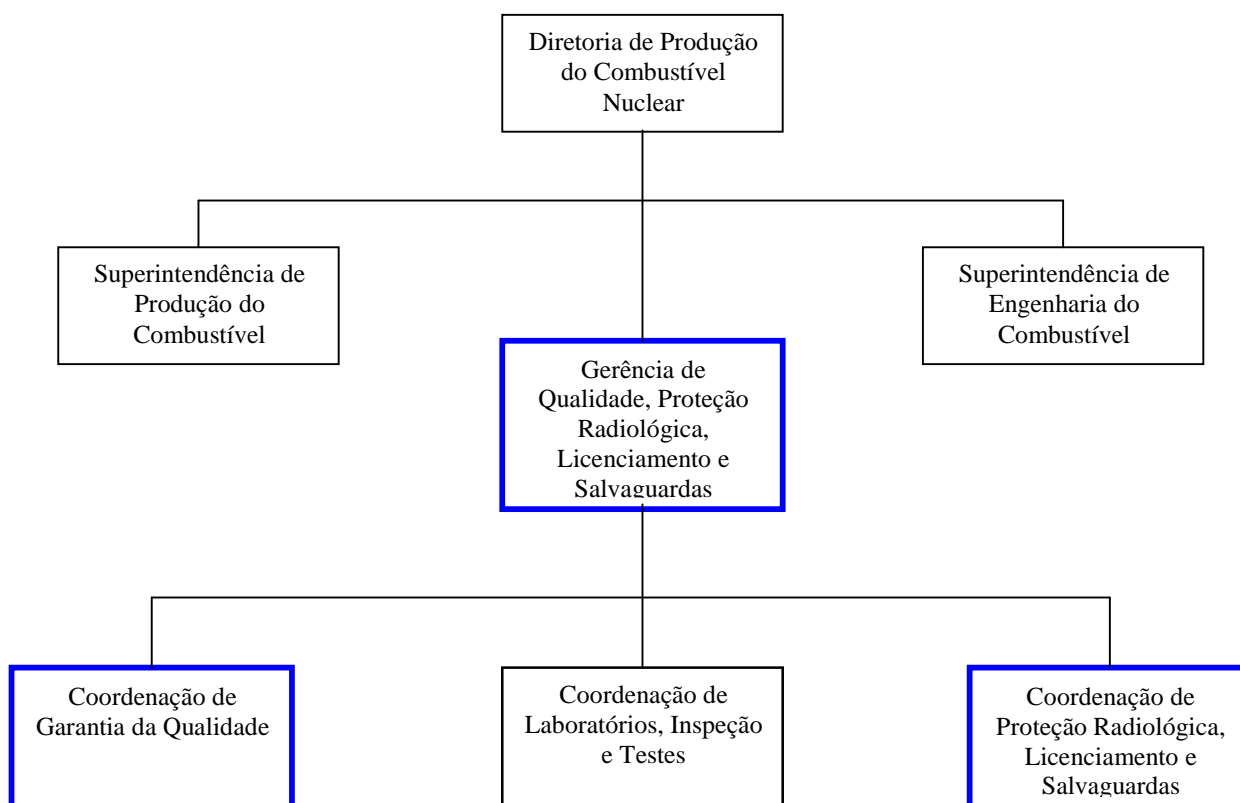 Diretoria de Produção
do Combustível
Nuclear
Superintendência de
Produção do
Combustível
Superintendência de
Engenharia do
Combustível
Gerência de
Qualidade, Proteção
Radiológica,
Licenciamento e
Salvaguardas
Coordenação de
Garantia da Qualidade
Coordenação de
Laboratórios, Inspeção
e Testes
Coordenação de
Proteção Radiológica,
Licenciamento e
Salvaguardas